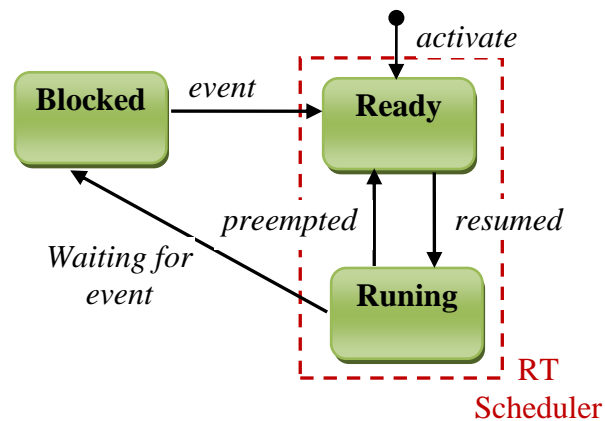 activate
Blocked
event
Ready
preempted
resumed
Waiting for
event
Runing
RT
Scheduler